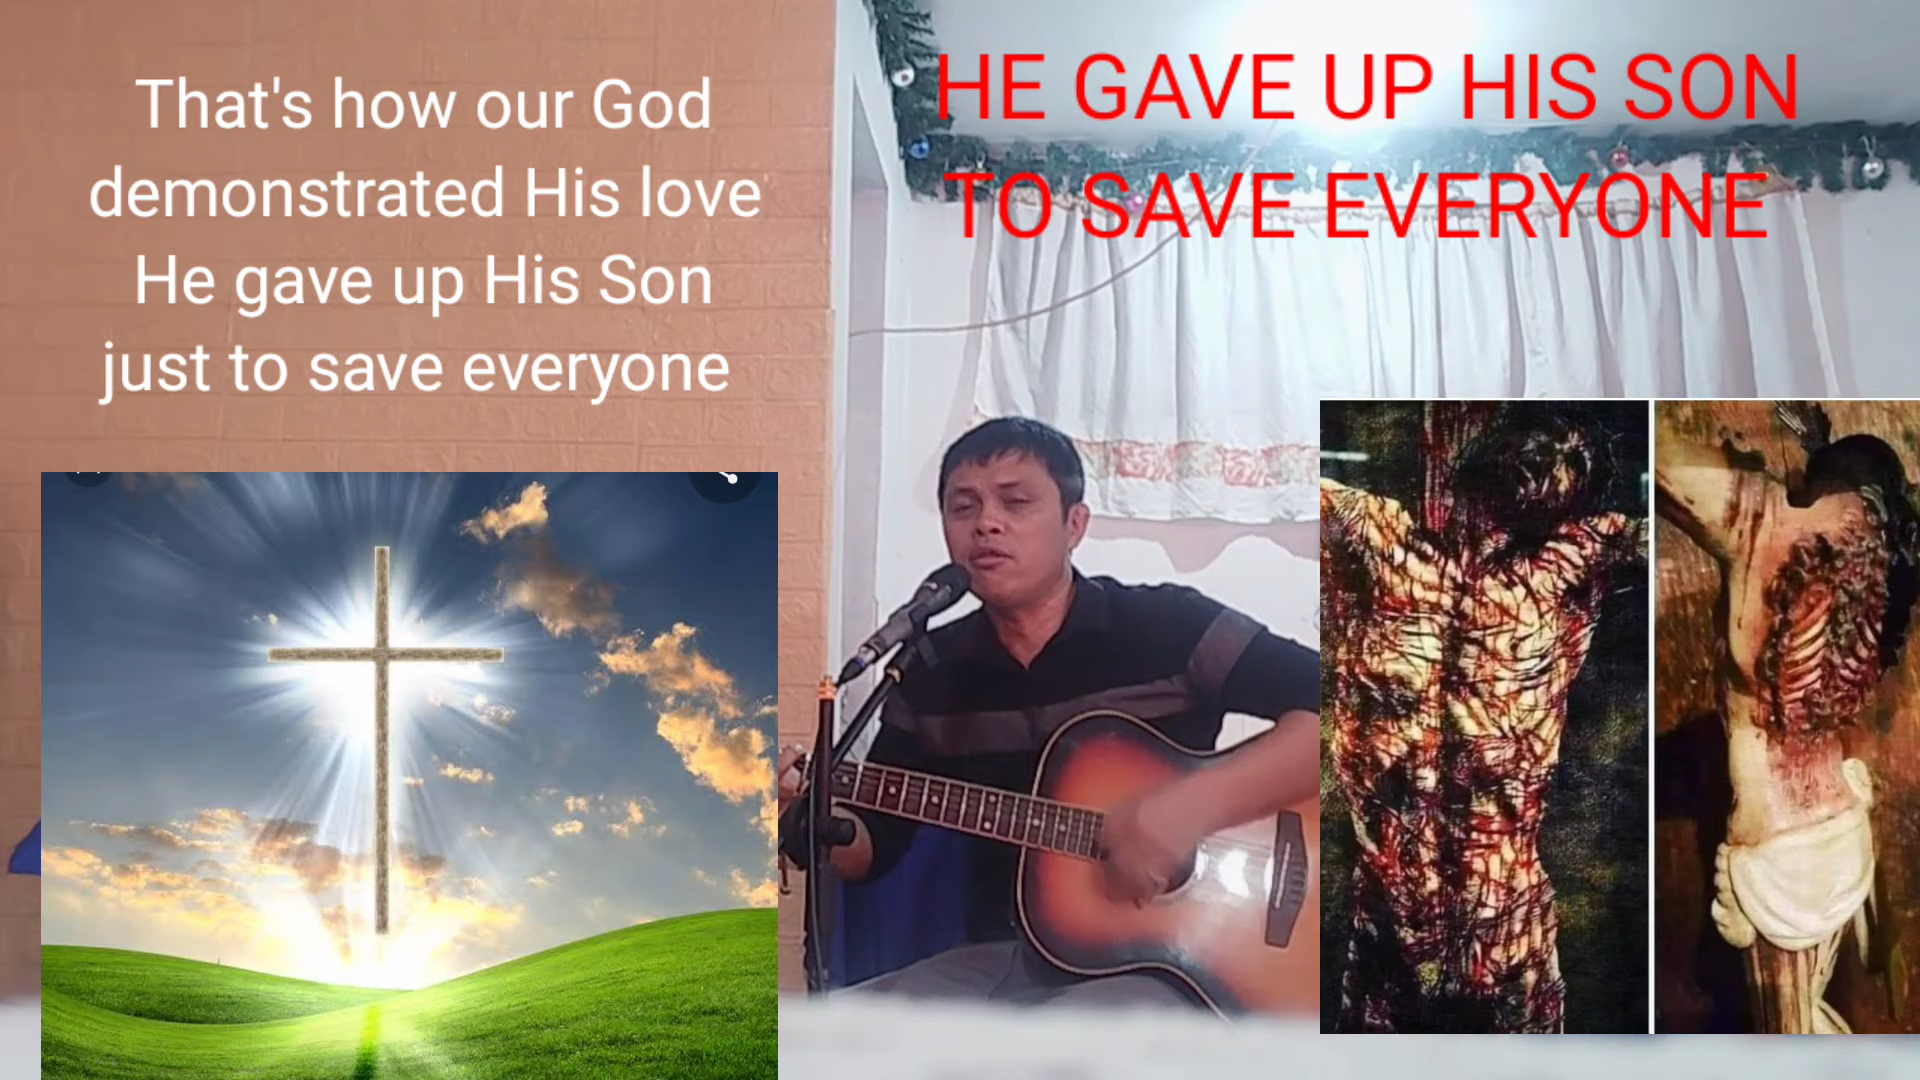 That's how our God
demonstrated His love
He gave up His Son
just to save everyone
HE GAVE UP HIS SON
TO SAVE EVERYONE